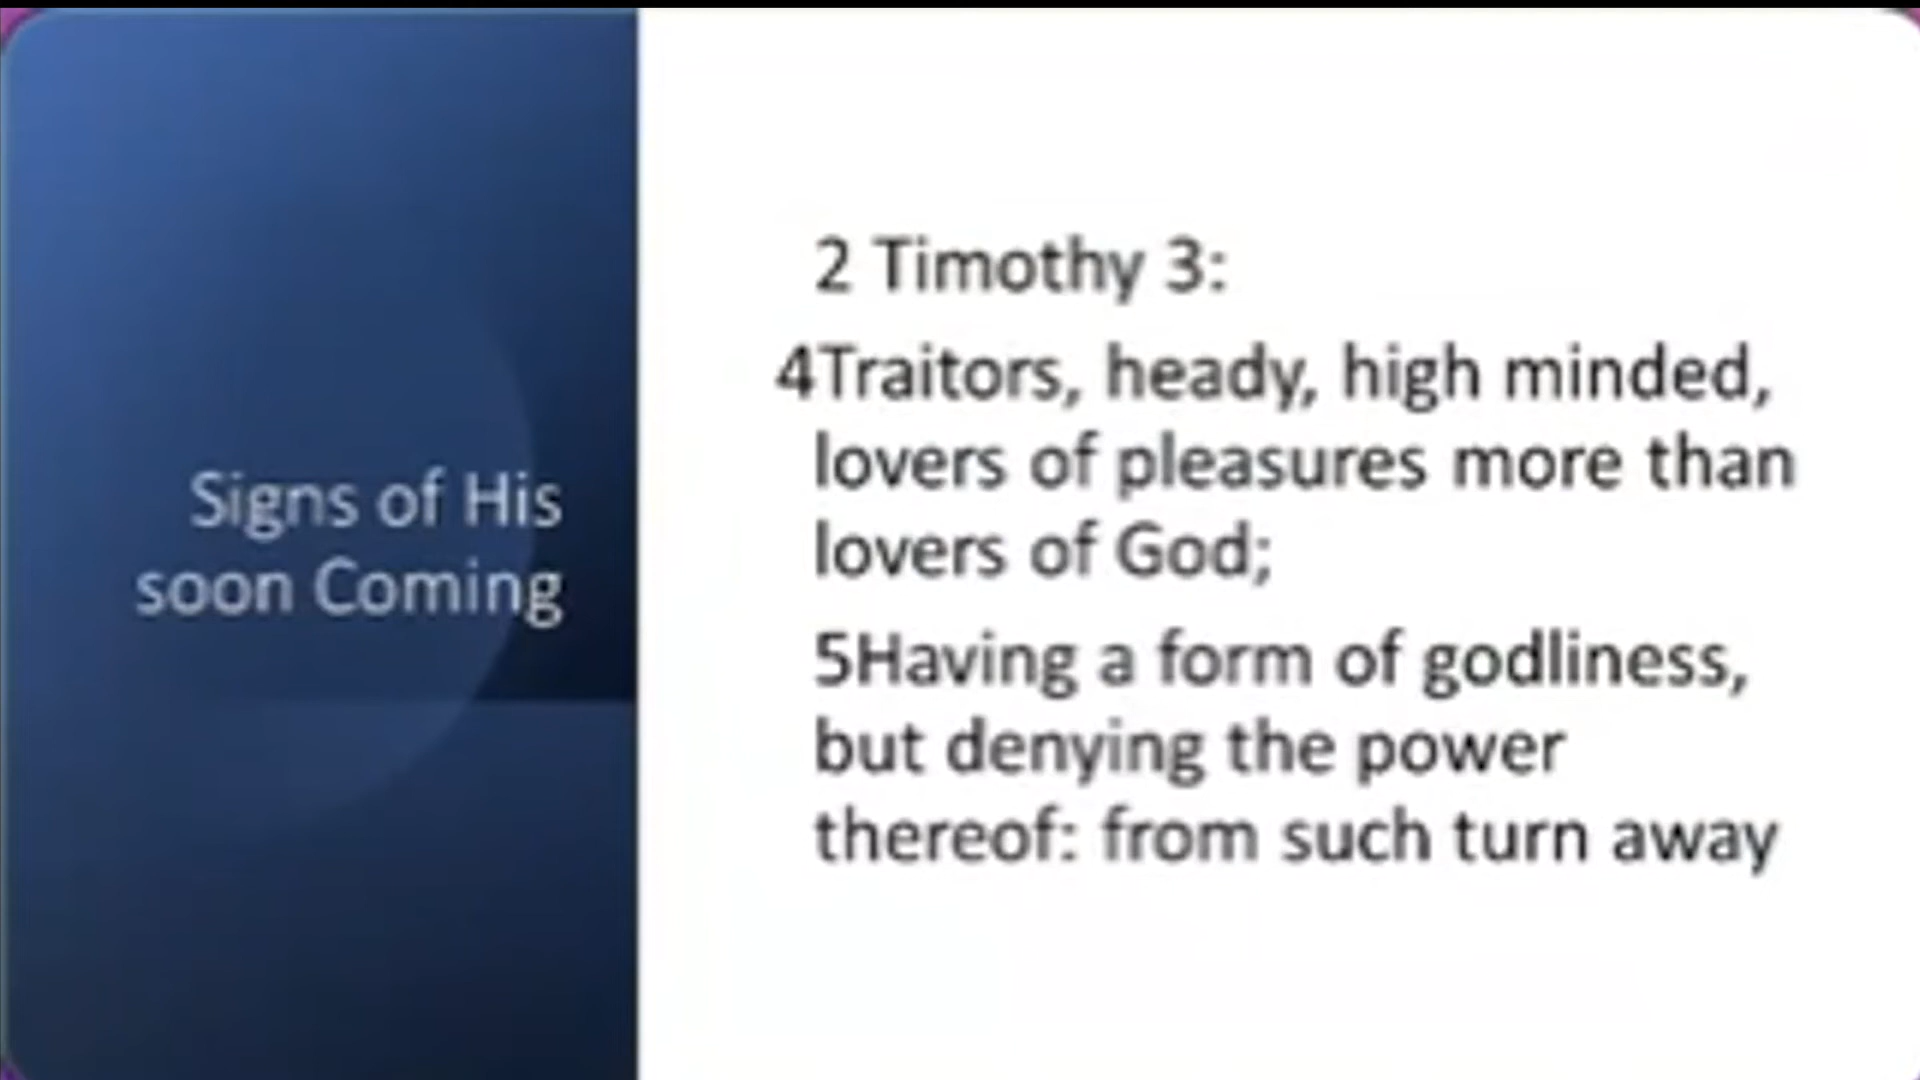 Signs of His
soon Coming
2 Timothy 3:
4Traitors, heady, high minded,
lovers of pleasures more than
lovers of God;
5Having a form of godliness,
but denying the power
thereof: from such turn away